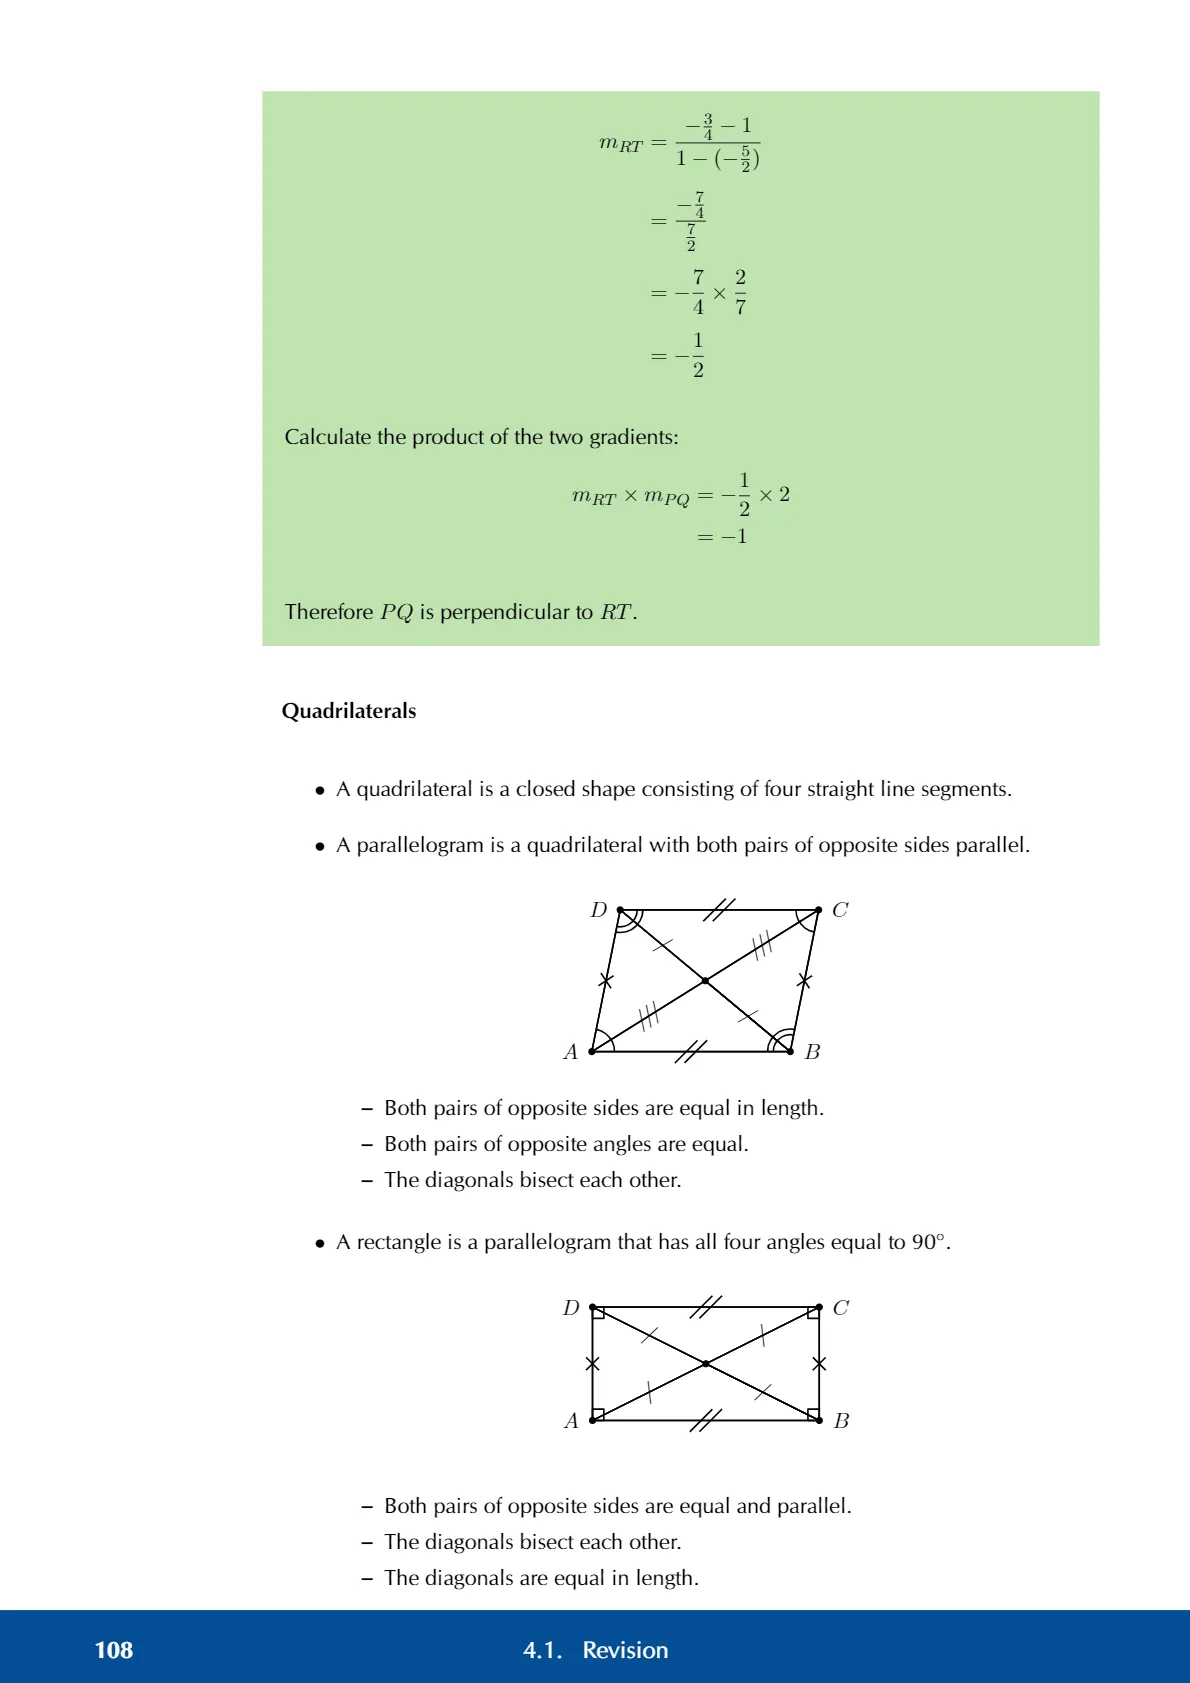 m_{RT} = \frac{-\frac{3}{4} - 1}{1 - (-\frac{5}{2})}
= \frac{-\frac{7}{4}}{\frac{7}{2}}
= -\frac{7}{4} \times \frac{2}{7}
= -\frac{1}{2}
Calculate the product of the two gradients:
m_{RT} \times m_{PQ} = -\frac{1}{2} \times 2
= -1
Therefore PQ is perpendicular to RT.
Quadrilaterals
• A quadrilateral is a closed shape consisting of four straight line segments.
• A parallelogram is a quadrilateral with both pairs of opposite sides parallel.
D C
A B
– Both pairs of opposite sides are equal in length.
– Both pairs of opposite angles are equal.
– The diagonals bisect each other.
• A rectangle is a parallelogram that has all four angles equal to 90°.
D C
A B
– Both pairs of opposite sides are equal and parallel.
– The diagonals bisect each other.
– The diagonals are equal in length.
108 4.1. Revision